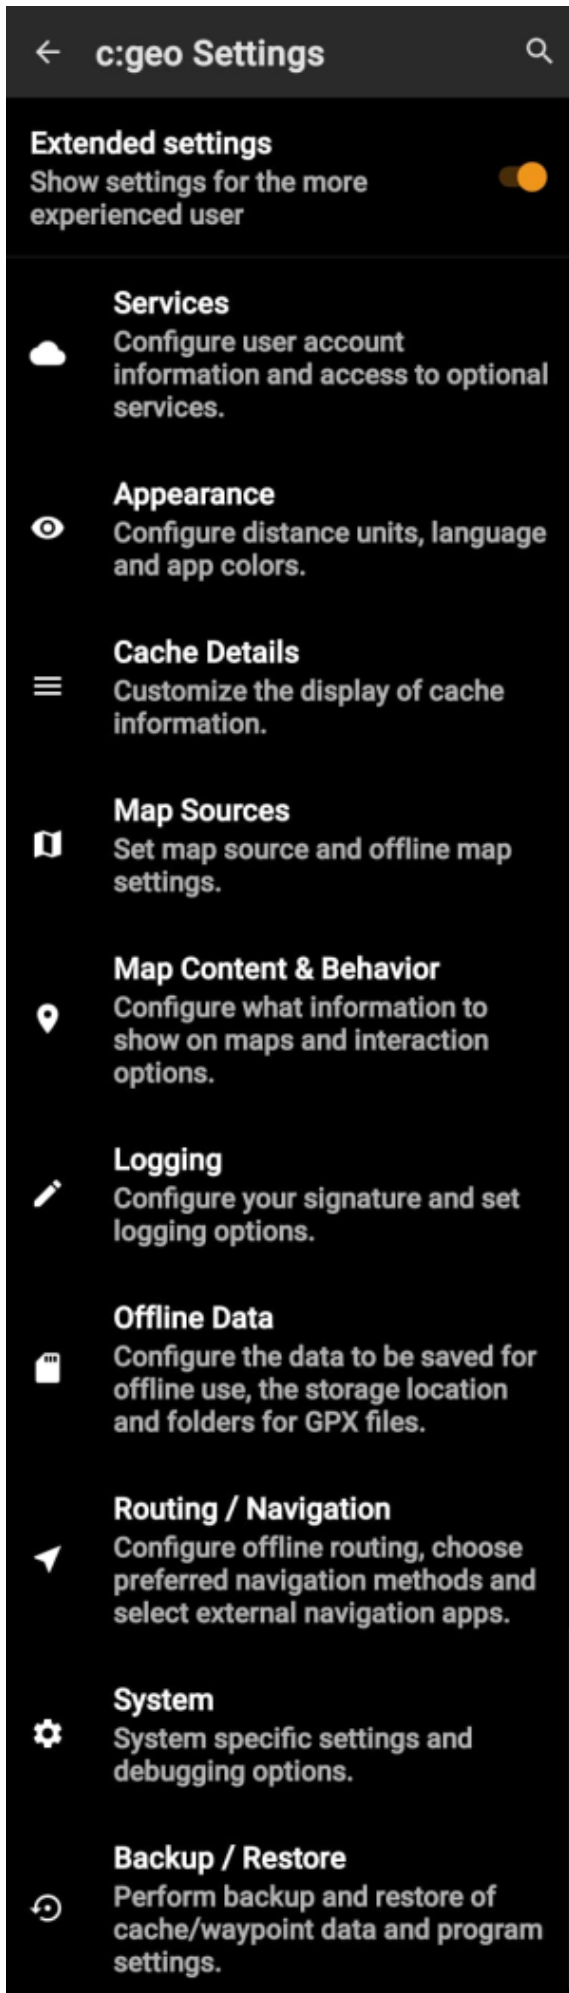 c:geo Settings
Extended settings
Show settings for the more
experienced user
Services
Configure user account
information and access to optional
services.
Appearance
Configure distance units, language
and app colors.
Cache Details
Customize the display of cache
information.
Map Sources
Set map source and offline map
settings.
Map Content & Behavior
Configure what information to
show on maps and interaction
options.
Logging
Configure your signature and set
logging options.
Offline Data
Configure the data to be saved for
offline use, the storage location
and folders for GPX files.
Routing / Navigation
Configure offline routing, choose
preferred navigation methods and
select external navigation apps.
System
System specific settings and
debugging options.
Backup / Restore
Perform backup and restore of
cache/waypoint data and program
settings.